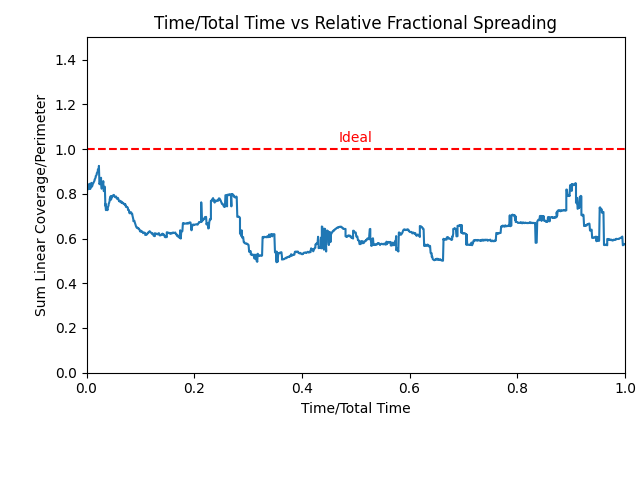 Time/Total Time vs Relative Fractional Spreading
1.4
1.2
1.0
0.8
0.6
0.4
0.2
0.0
Sum Linear Coverage/Perimeter
Ideal
0.0 0.2 0.4 0.6 0.8 1.0
Time/Total Time